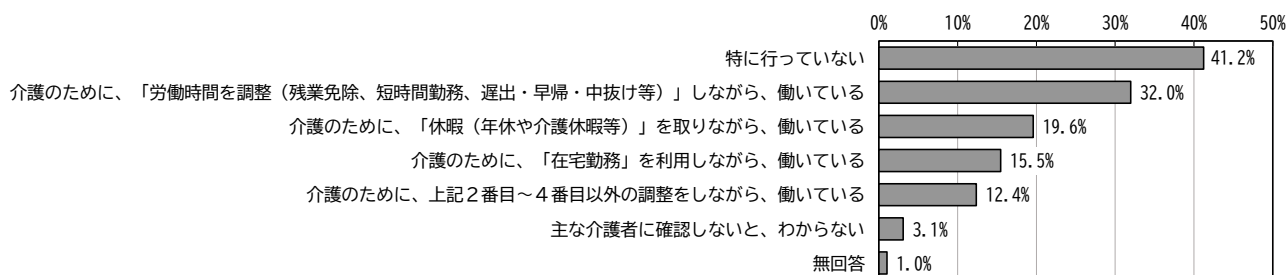 0% 10% 20% 30% 40% 50%
特に行っていない 41.2%
介護のために、「労働時間を調整（残業免除、短時間勤務、遅出・早帰・中抜け等）」しながら、働いている 32.0%
介護のために、「休暇（年休や介護休暇等）」を取りながら、働いている 19.6%
介護のために、「在宅勤務」を利用しながら、働いている 15.5%
介護のために、上記２番目～４番目以外の調整をしながら、働いている 12.4%
主な介護者に確認しないと、わからない 3.1%
無回答 1.0%